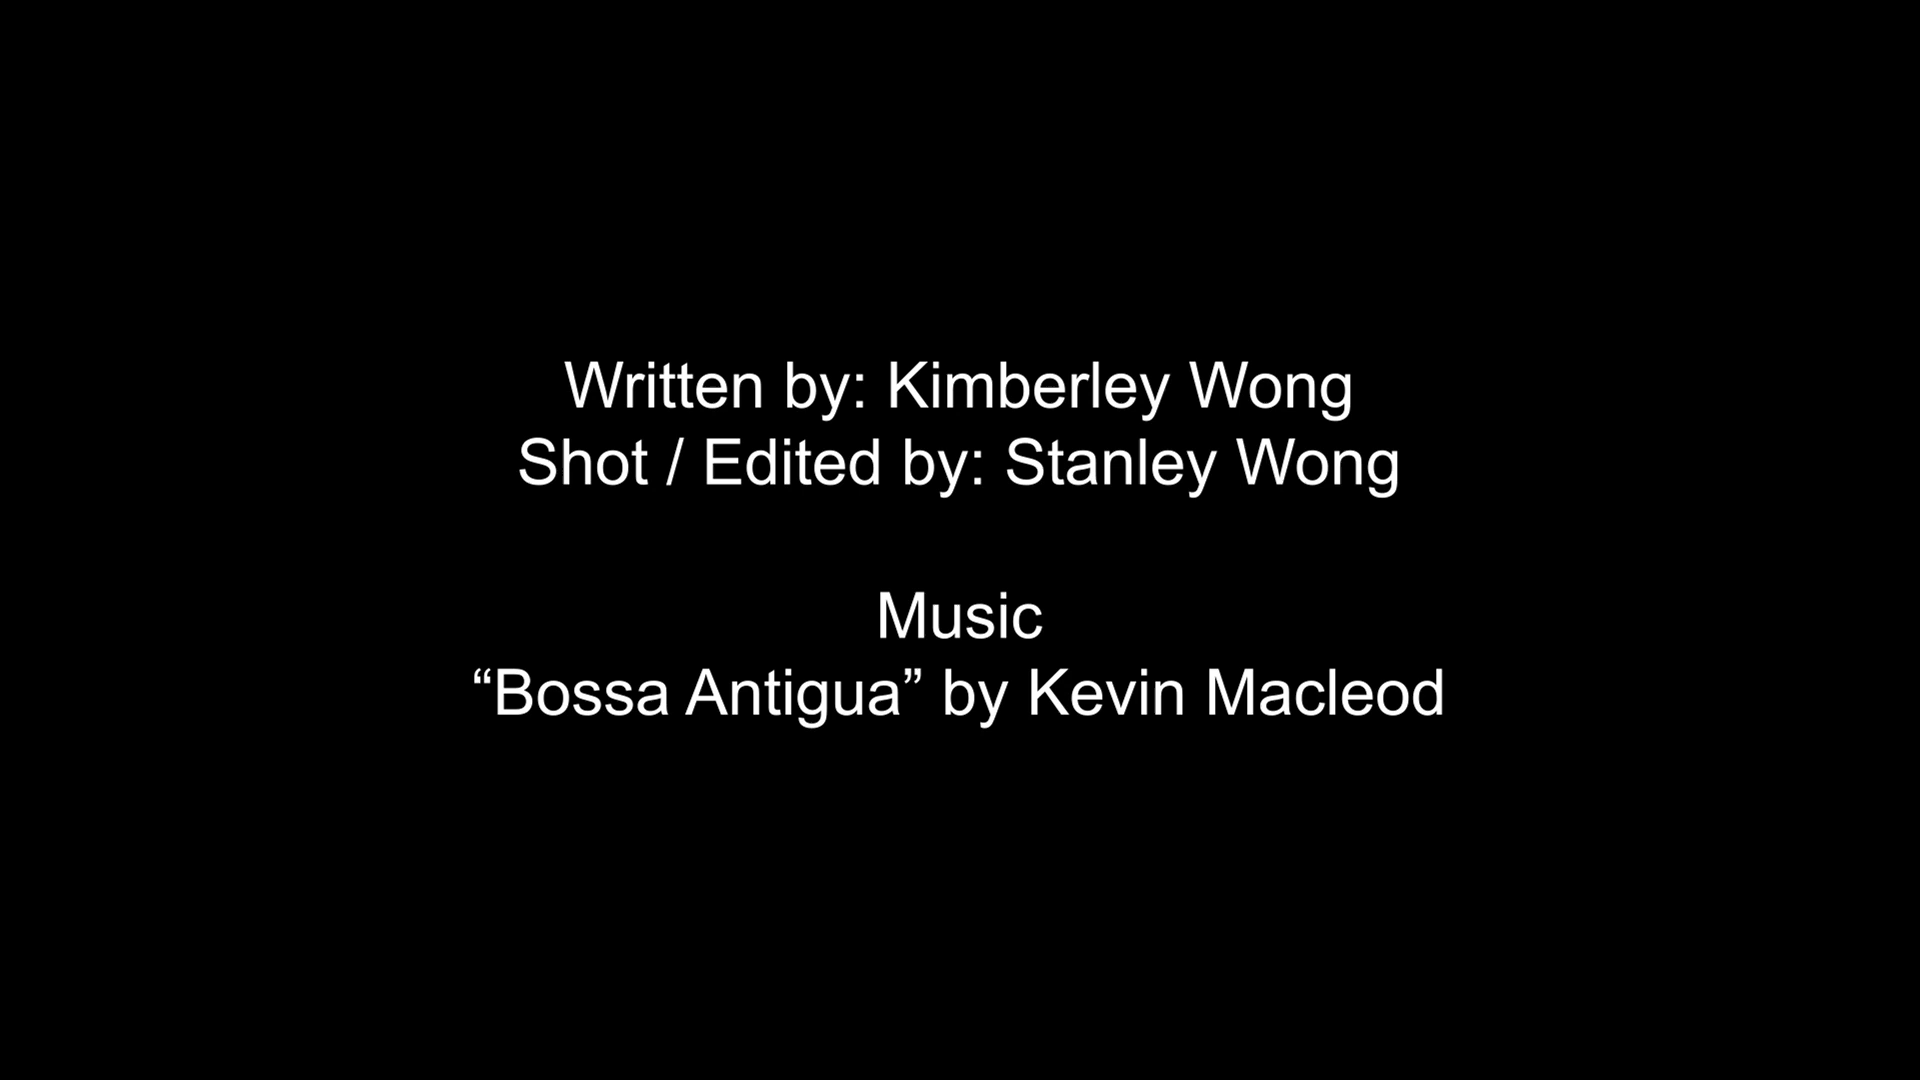 Written by: Kimberley Wong
Shot / Edited by: Stanley Wong
Music
“Bossa Antigua” by Kevin Macleod